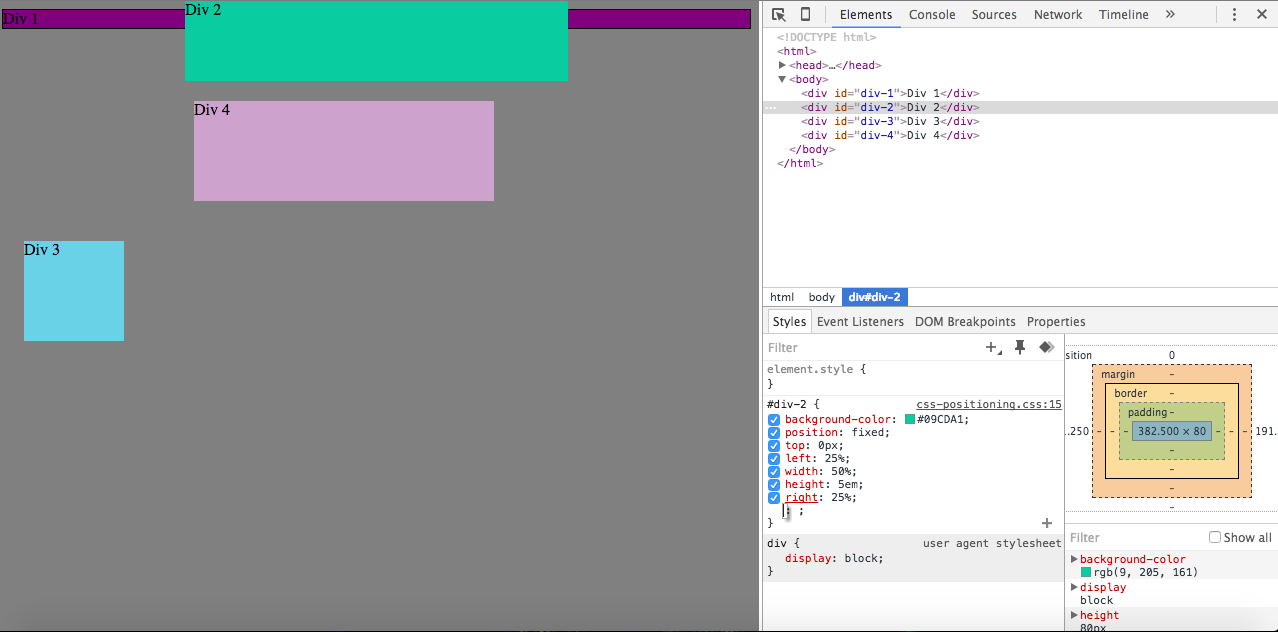 Div 1
Div 2
Div 4
Div 3
Elements Console Sources Network Timeline »
<!DOCTYPE html>
<html>
<head>…</head>
<body>
<div id="div-1">Div 1</div>
<div id="div-2">Div 2</div>
<div id="div-3">Div 3</div>
<div id="div-4">Div 4</div>
</body>
</html>
html body div#div-2
Styles Event Listeners DOM Breakpoints Properties
Filter
element.style {
}
#div-2 { css-positioning.css:15
background-color: #09CDA1;
position: fixed;
top: 0px;
left: 25%;
width: 50%;
height: 5em;
right: 25%;
: ;
}
div { user agent stylesheet
display: block;
}
sition 0
margin -
border -
padding -
.250 - - - 382.500 × 80 - - - 191.
-
-
-
-
Filter Show all
background-color
rgb(9, 205, 161)
display
block
height
80px